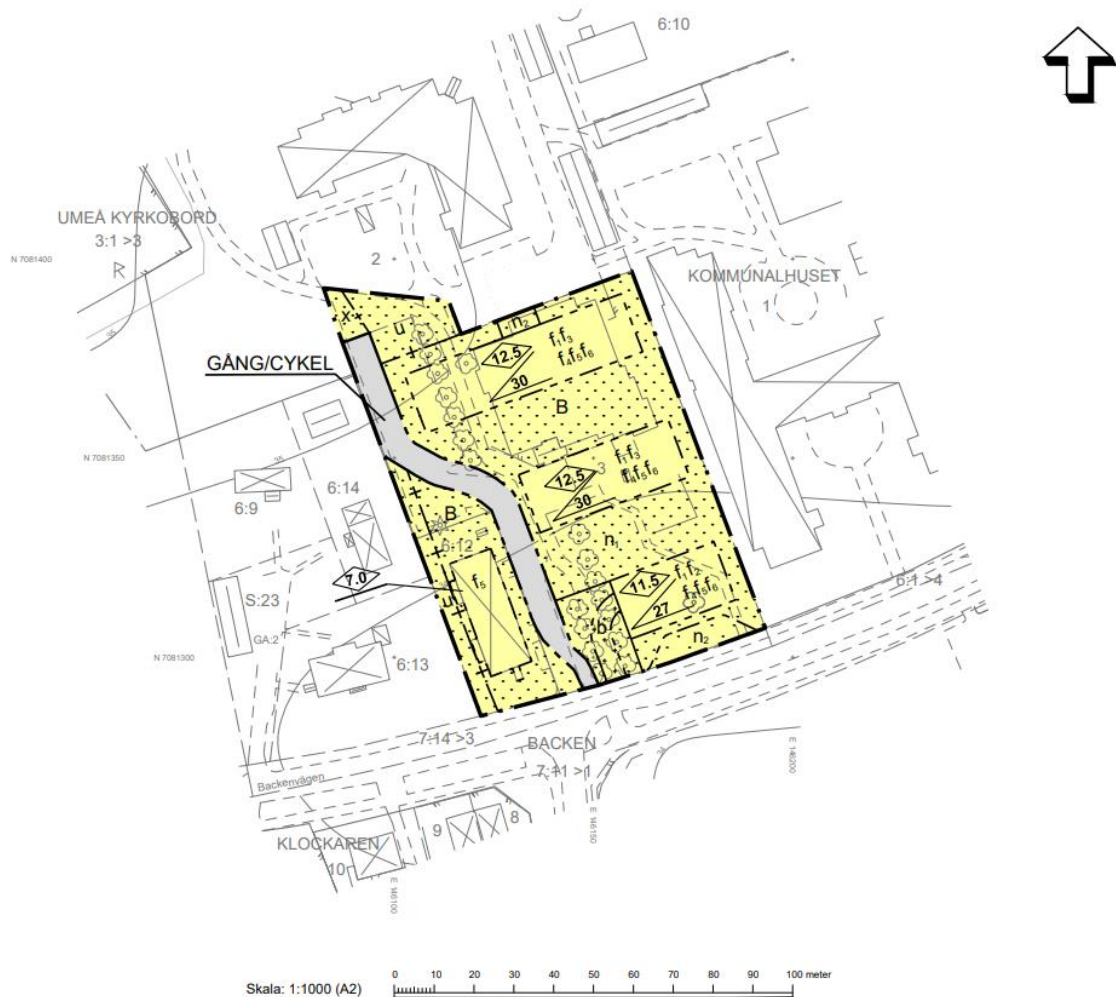 6:10
UMEÅ KYRKOBORD
3:1 >3
R
N 7081400
2
KOMMUNALHUSET
1
35
x
u
n₂
GÅNG/CYKEL
12.5
30
f₁f₃
f₄f₅f₆
B
N 7081350
35
6:9
6:14
12.5
30
3
f₁f₃
f₄f₅f₆
B
6:12
n₁
7.0
f₅
u
S:23
GA:2
11.5
27
f₁f₂
f₄f₅f₆
b
n₂
6:1 >4
N 7081300
6:13
7:14 >3
BACKEN
7:11 >1
34
Backenvägen
E 146200
E 146150
E 146100
KLOCKAREN
10
9
8
Skala: 1:1000 (A2)
0 10 20 30 40 50 60 70 80 90 100 meter